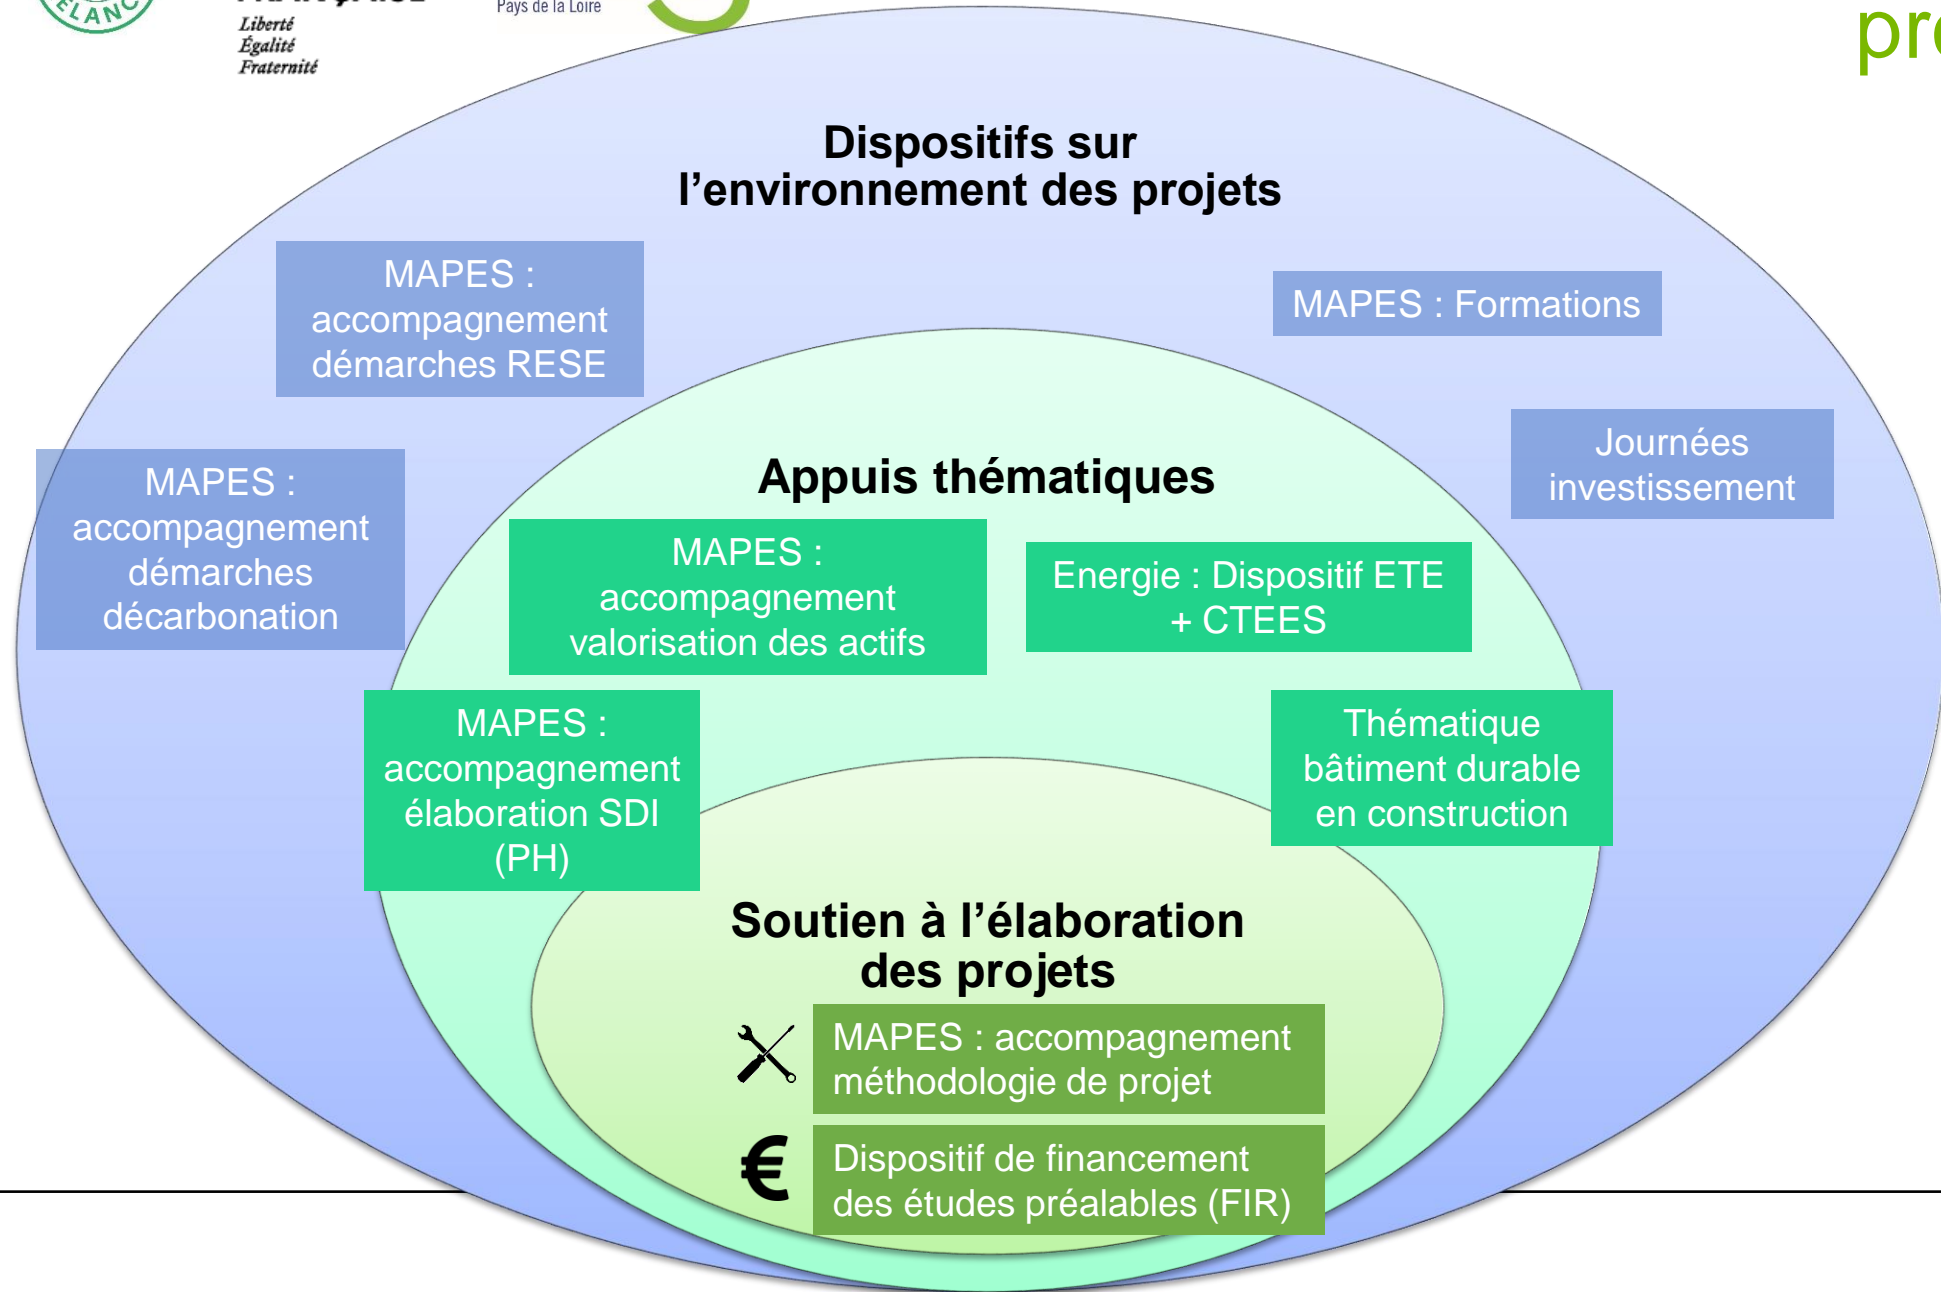 Liberté
Égalité
Fraternité
Pays de la Loire
Dispositifs sur
l’environnement des projets
MAPES :
accompagnement
démarches RESE
MAPES : Formations
MAPES :
accompagnement
démarches
décarbonation
Journées
investissement
Appuis thématiques
MAPES :
accompagnement
valorisation des actifs
Energie : Dispositif ETE
+ CTEES
MAPES :
accompagnement
élaboration SDI
(PH)
Thématique
bâtiment durable
en construction
Soutien à l’élaboration
des projets
MAPES : accompagnement
méthodologie de projet
€
Dispositif de financement
des études préalables (FIR)